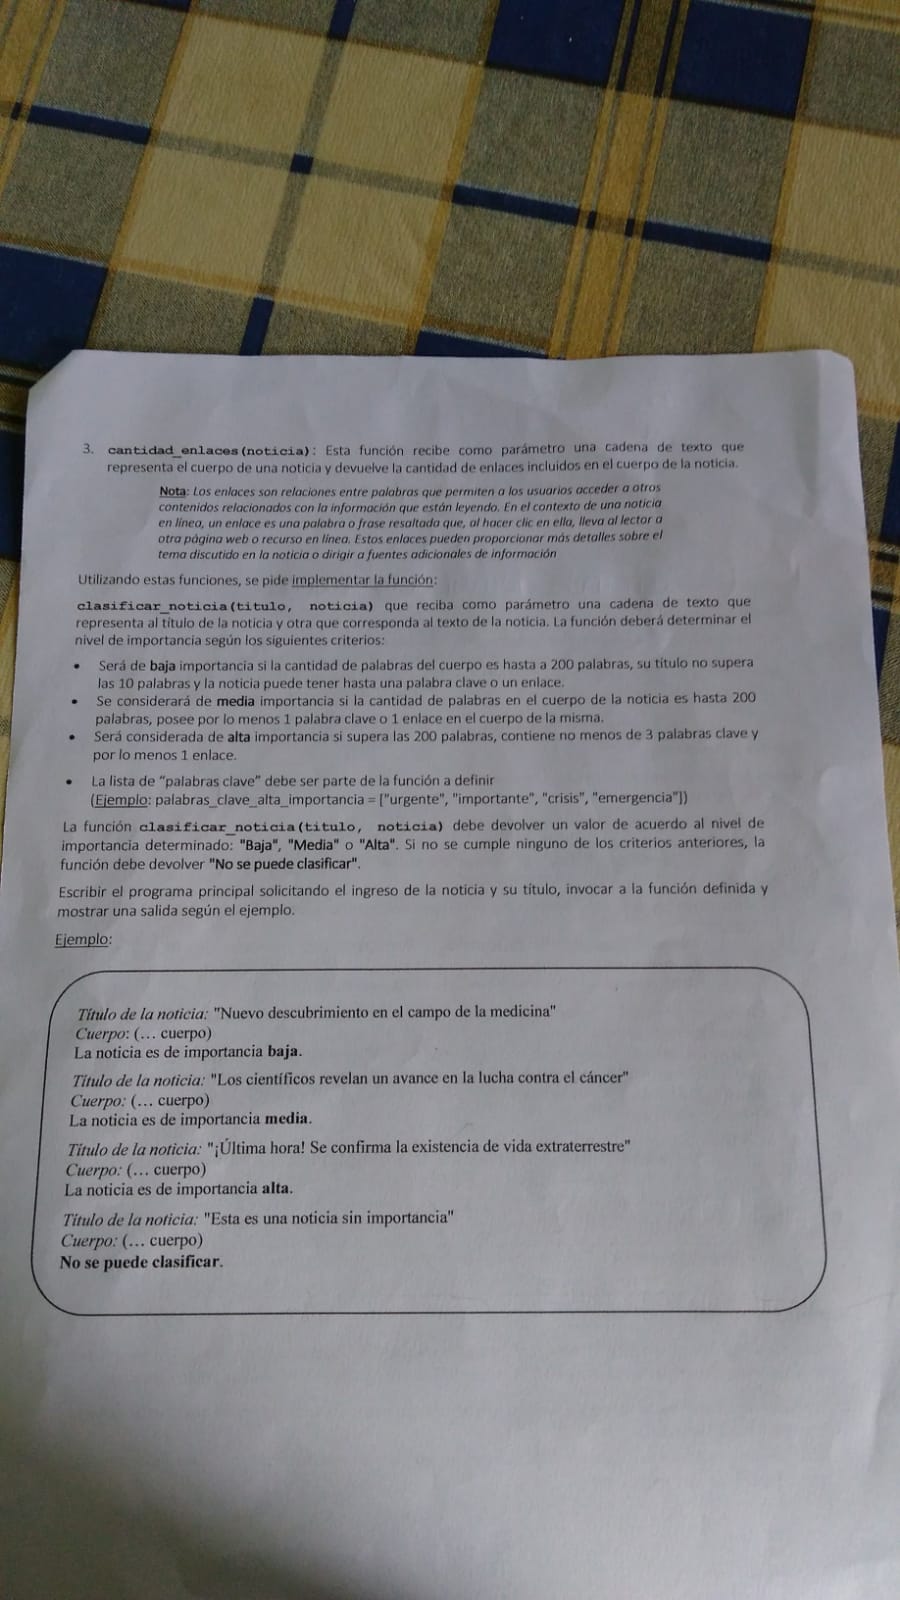 3. cantidad_enlaces(noticia): Esta función recibe como parámetro una cadena de texto que
representa el cuerpo de una noticia y devuelve la cantidad de enlaces incluidos en el cuerpo de la noticia.
Nota: Los enlaces son relaciones entre palabras que permiten a los usuarios acceder a otros
contenidos relacionados con la información que están leyendo. En el contexto de una noticia
en línea, un enlace es una palabra o frase resaltada que, al hacer clic en ella, lleva al lector a
otra página web o recurso en línea. Estos enlaces pueden proporcionar más detalles sobre el
tema discutido en la noticia o dirigir a fuentes adicionales de información
Utilizando estas funciones, se pide implementar la función:
clasificar_noticia(titulo, noticia) que reciba como parámetro una cadena de texto que
representa al título de la noticia y otra que corresponda al texto de la noticia. La función deberá determinar el
nivel de importancia según los siguientes criterios:
• Será de baja importancia si la cantidad de palabras del cuerpo es hasta a 200 palabras, su título no supera
las 10 palabras y la noticia puede tener hasta una palabra clave o un enlace.
• Se considerará de media importancia si la cantidad de palabras en el cuerpo de la noticia es hasta 200
palabras, posee por lo menos 1 palabra clave o 1 enlace en el cuerpo de la misma.
• Será considerada de alta importancia si supera las 200 palabras, contiene no menos de 3 palabras clave y
por lo menos 1 enlace.
• La lista de "palabras clave" debe ser parte de la función a definir
(Ejemplo: palabras_clave_alta_importancia = ["urgente", "importante", "crisis", "emergencia"])
La función clasificar_noticia(titulo, noticia) debe devolver un valor de acuerdo al nivel de
importancia determinado: "Baja", "Media" o "Alta". Si no se cumple ninguno de los criterios anteriores, la
función debe devolver "No se puede clasificar".
Escribir el programa principal solicitando el ingreso de la noticia y su título, invocar a la función definida y
mostrar una salida según el ejemplo.
Ejemplo:
Título de la noticia: "Nuevo descubrimiento en el campo de la medicina"
Cuerpo: (... cuerpo)
La noticia es de importancia baja.
Título de la noticia: "Los científicos revelan un avance en la lucha contra el cáncer"
Cuerpo: (... cuerpo)
La noticia es de importancia media.
Título de la noticia: "¡Última hora! Se confirma la existencia de vida extraterrestre"
Cuerpo: (... cuerpo)
La noticia es de importancia alta.
Título de la noticia: "Esta es una noticia sin importancia"
Cuerpo: (... cuerpo)
No se puede clasificar.